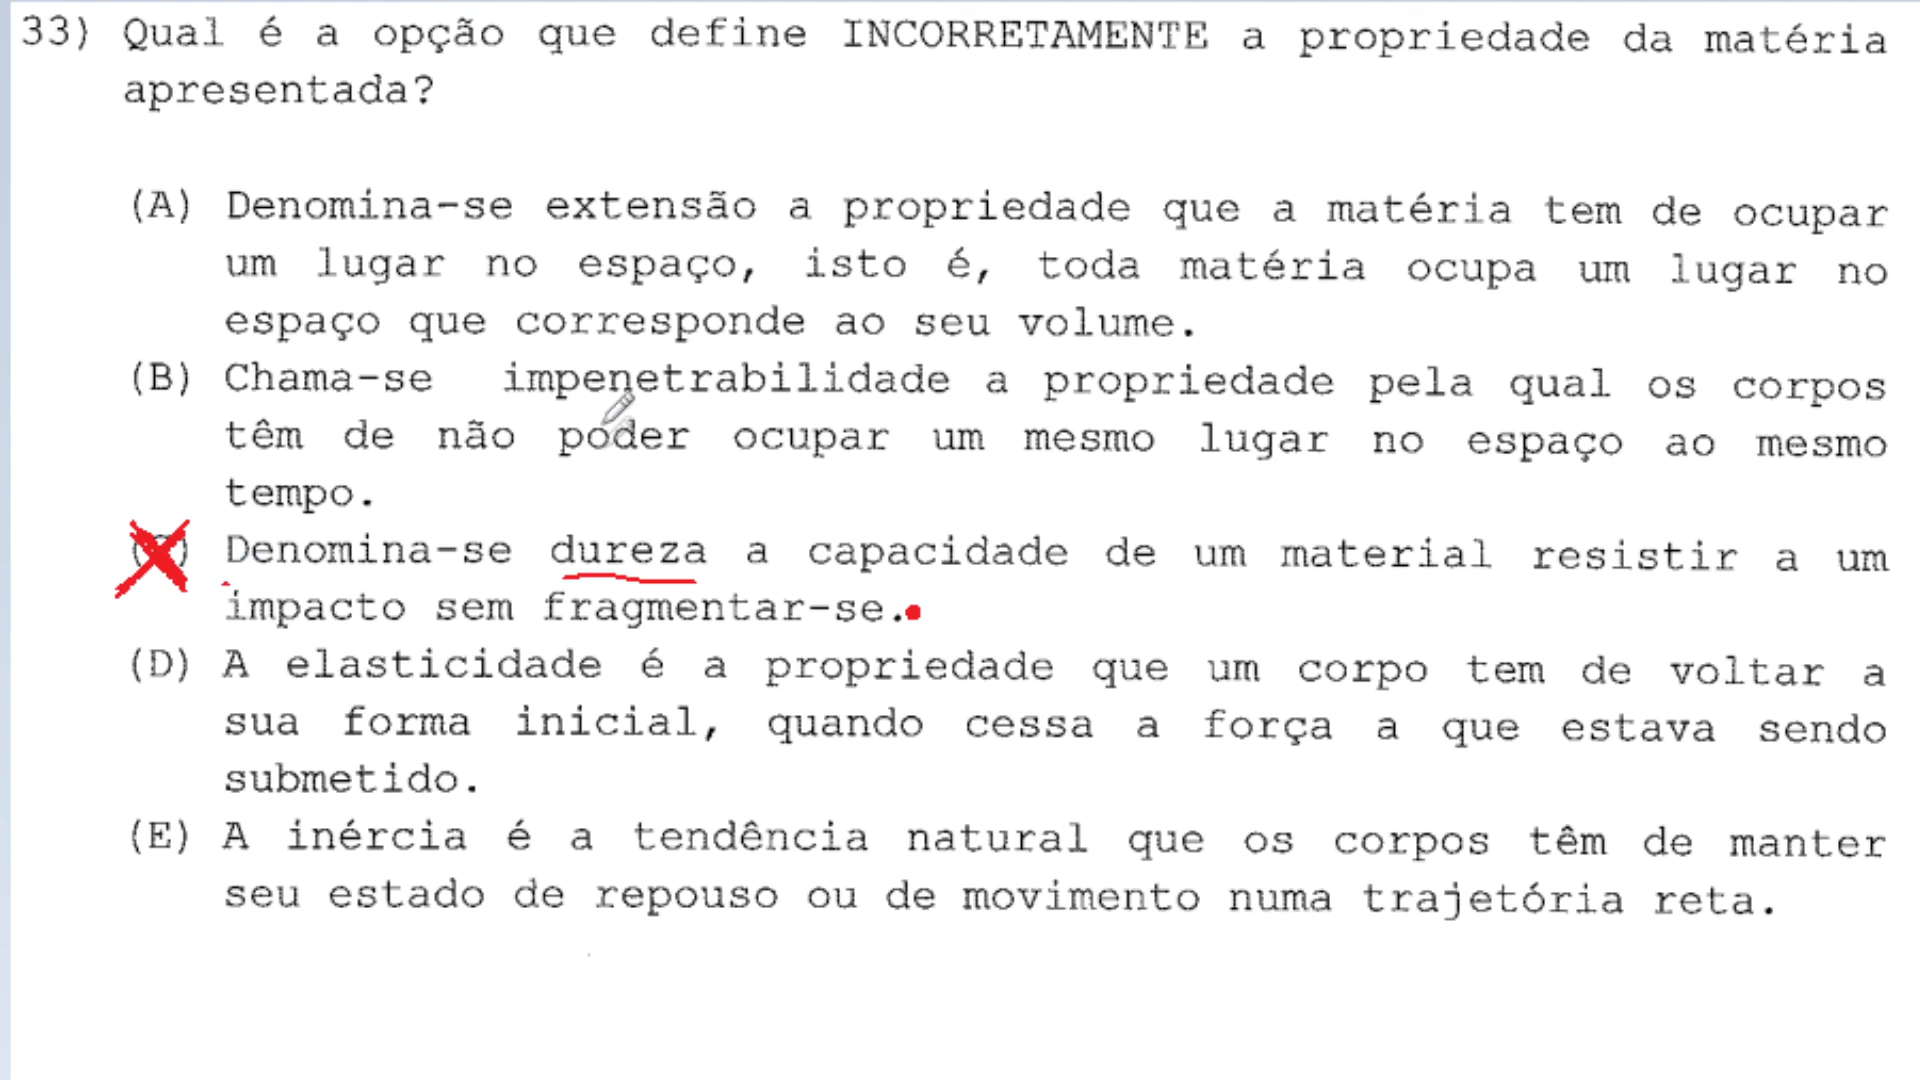 33) Qual é a opção que define INCORRETAMENTE a propriedade da matéria
apresentada?
(A) Denomina-se extensão a propriedade que a matéria tem de ocupar
um lugar no espaço, isto é, toda matéria ocupa um lugar no
espaço que corresponde ao seu volume.
(B) Chama-se impenetrabilidade a propriedade pela qual os corpos
têm de não poder ocupar um mesmo lugar no espaço ao mesmo
tempo.
(C) Denomina-se dureza a capacidade de um material resistir a um
impacto sem fragmentar-se.
(D) A elasticidade é a propriedade que um corpo tem de voltar a
sua forma inicial, quando cessa a força a que estava sendo
submetido.
(E) A inércia é a tendência natural que os corpos têm de manter
seu estado de repouso ou de movimento numa trajetória reta.